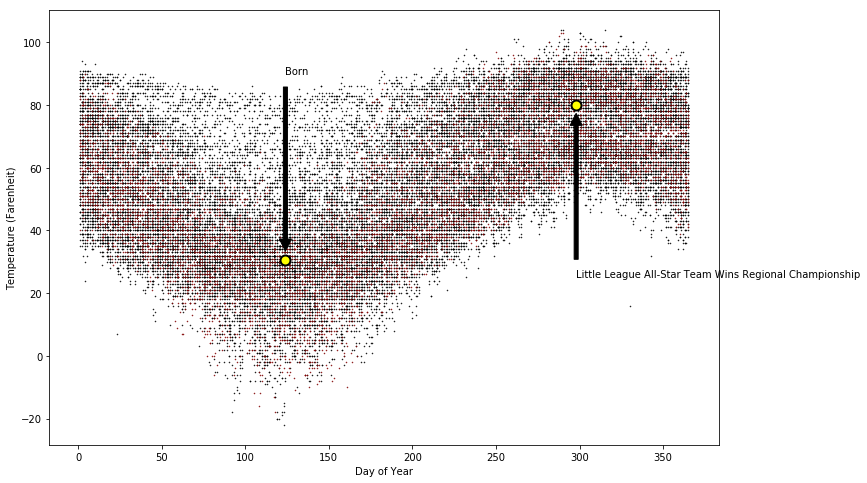 Born
Little League All-Star Team Wins Regional Championship
Temperature (Farenheit)
100
80
60
40
20
0
−20
0 50 100 150 200 250 300 350
Day of Year